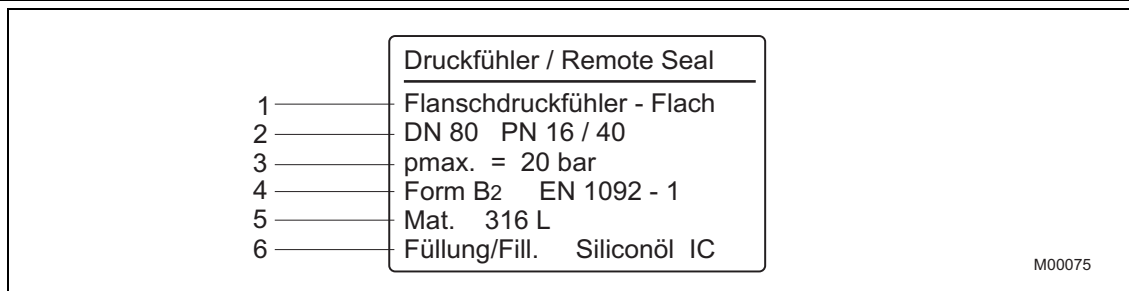 Druckfühler / Remote Seal
1 Flanschdruckfühler - Flach
2 DN 80 PN 16 / 40
3 pmax. = 20 bar
4 Form B2 EN 1092 - 1
5 Mat. 316 L
6 Füllung/Fill. Siliconöl IC
M00075